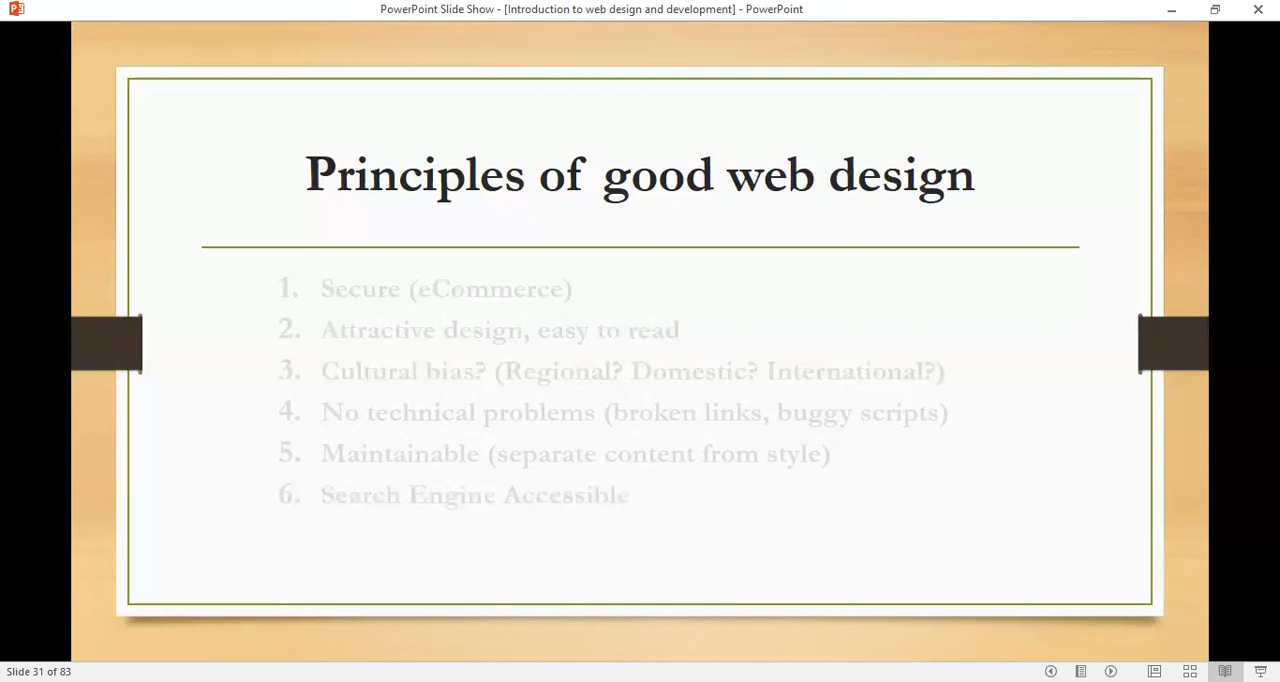 PowerPoint Slide Show - [Introduction to web design and development] - PowerPoint
Principles of good web design
1. Secure (eCommerce)
2. Attractive design, easy to read
3. Cultural bias? (Regional? Domestic? International?)
4. No technical problems (broken links, buggy scripts)
5. Maintainable (separate content from style)
6. Search Engine Accessible
Slide 31 of 83